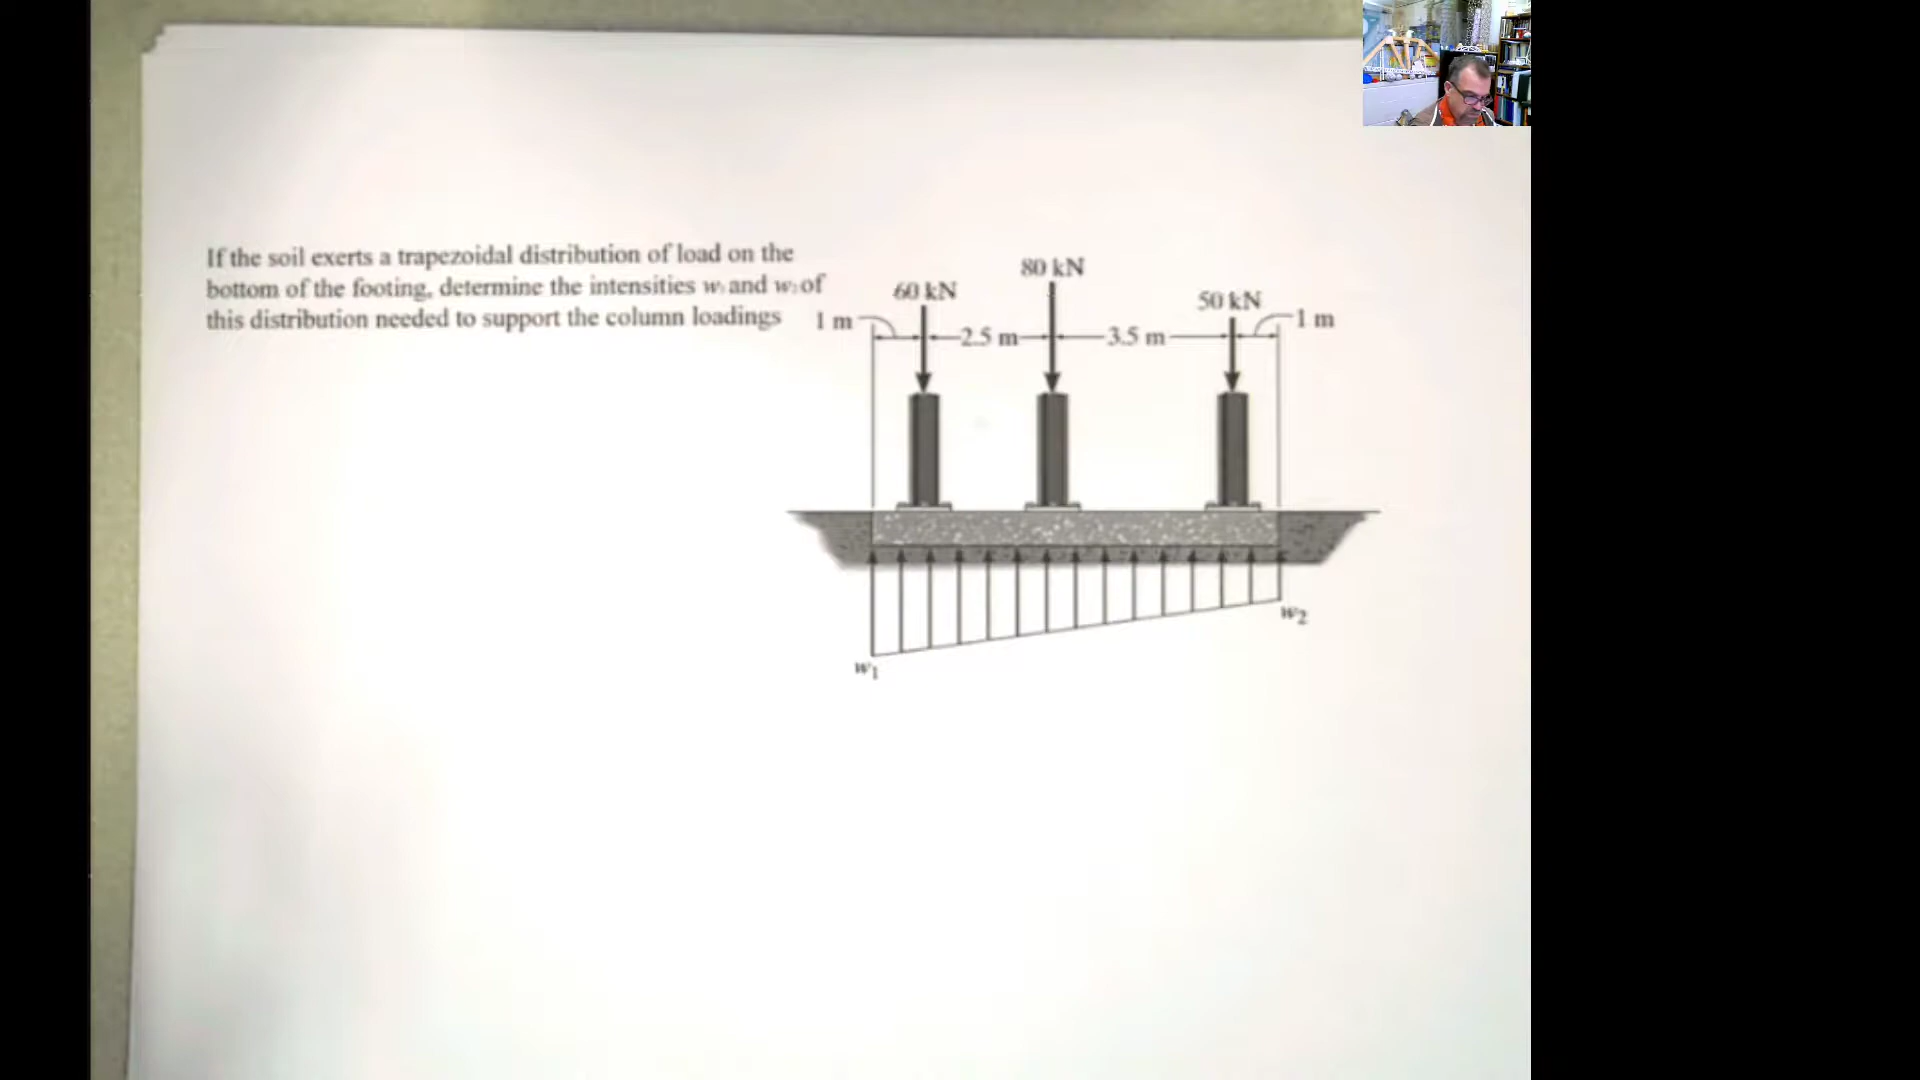 If the soil exerts a trapezoidal distribution of load on the
bottom of the footing, determine the intensities w₁ and w₂ of
this distribution needed to support the column loadings
80 kN
60 kN
50 kN
1 m
2.5 m
3.5 m
1 m
w₂
w₁